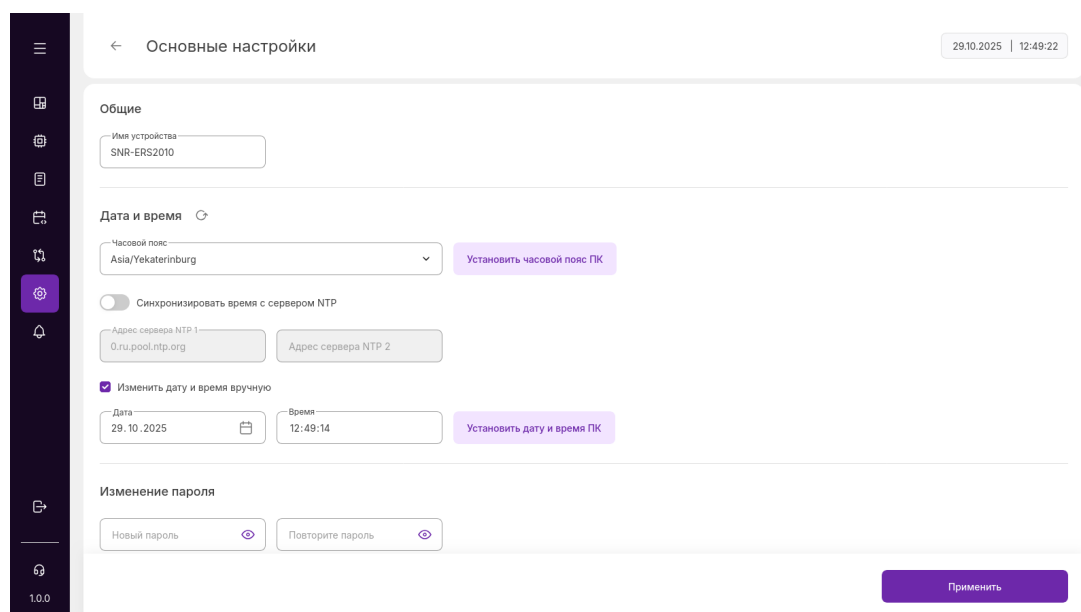 Основные настройки
29.10.2025 | 12:49:22
Общие
Имя устройства
SNR-ERS2010
Дата и время
Часовой пояс
Asia/Yekaterinburg
Установить часовой пояс ПК
Синхронизировать время с сервером NTP
Адрес сервера NTP 1
0.ru.pool.ntp.org
Адрес сервера NTP 2
Изменить дату и время вручную
Дата
29.10.2025
Время
12:49:14
Установить дату и время ПК
Изменение пароля
Новый пароль
Повторите пароль
Применить
1.0.0